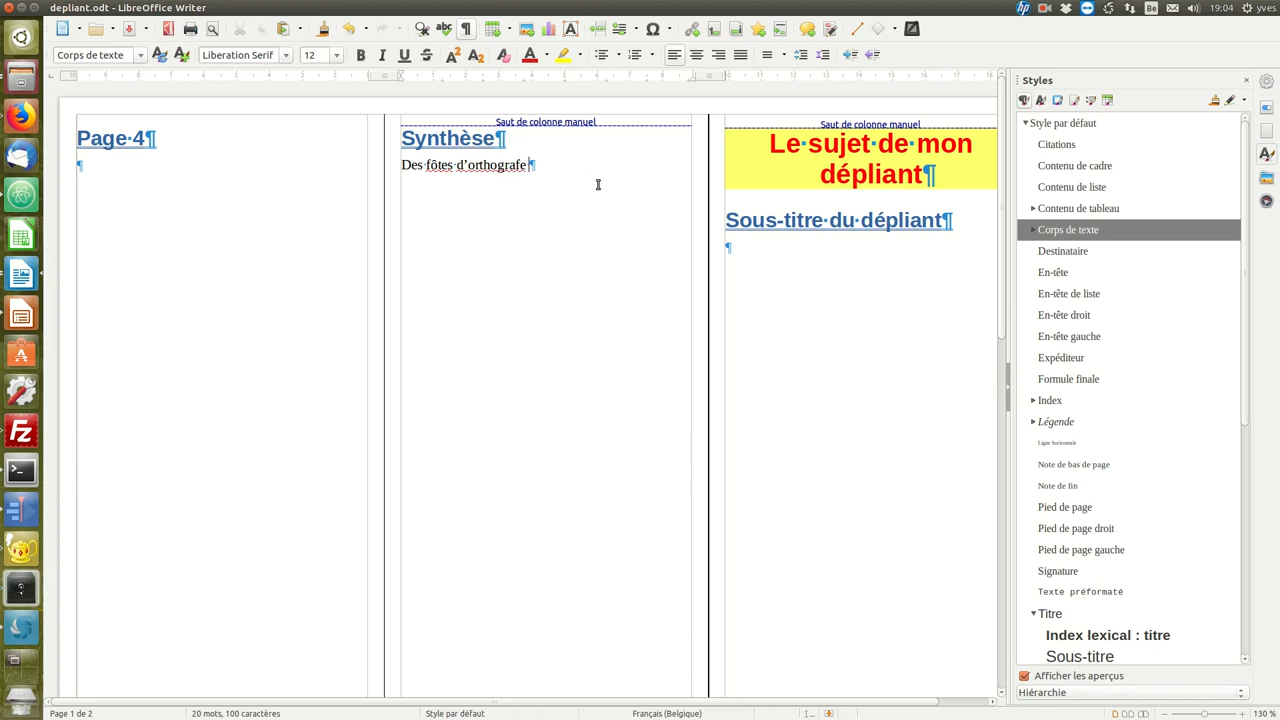 depliant.odt - LibreOffice Writer
Be
19:04
yves
Corps de texte
Liberation Serif
12
Saut de colonne manuel
Saut de colonne manuel
Page·4¶
¶
Synthèse¶
Des·fôtes·d'orthografe·¶
Le·sujet·de·mon
dépliant¶
Sous-titre·du·dépliant¶
¶
Styles
Style par défaut
Citations
Contenu de cadre
Contenu de liste
Contenu de tableau
Corps de texte
Destinataire
En-tête
En-tête de liste
En-tête droit
En-tête gauche
Expéditeur
Formule finale
Index
Légende
Ligne horizontale
Note de bas de page
Note de fin
Pied de page
Pied de page droit
Pied de page gauche
Signature
Texte préformaté
Titre
Index lexical : titre
Sous-titre
Afficher les aperçus
Hiérarchie
Page 1 de 2
20 mots, 100 caractères
Style par défaut
Français (Belgique)
130 %